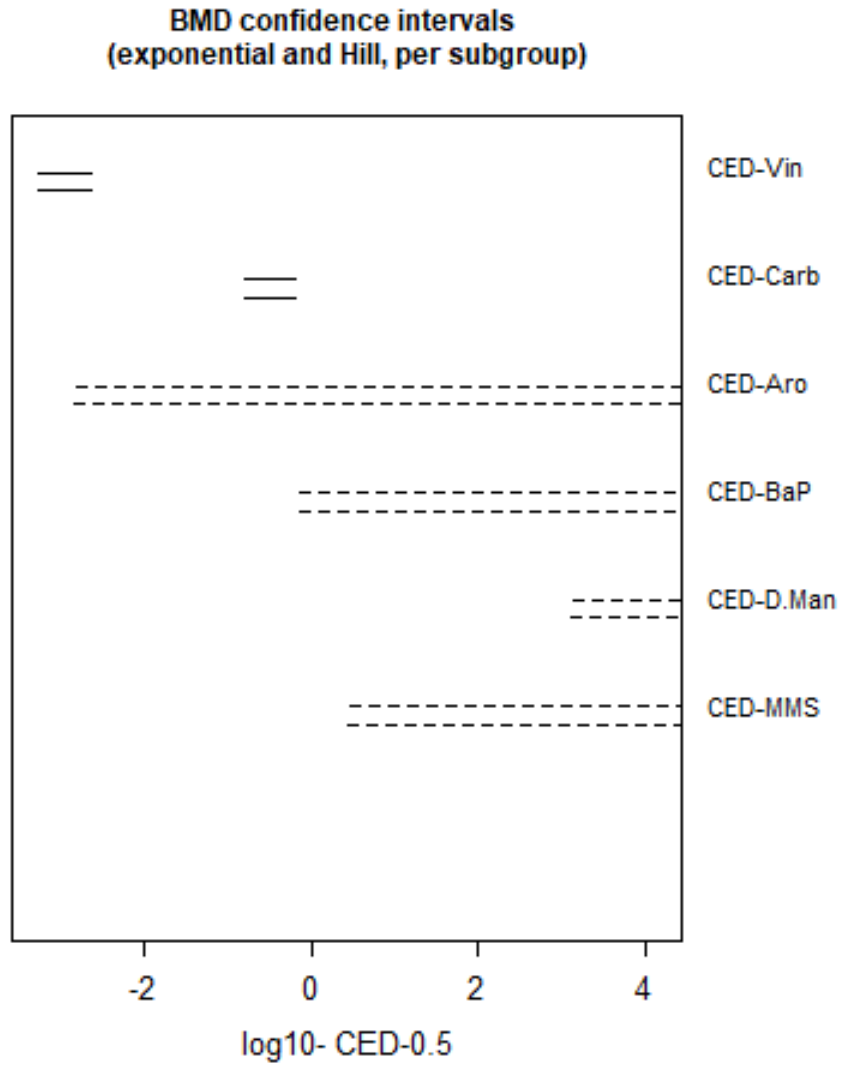 BMD confidence intervals
(exponential and Hill, per subgroup)
CED-Vin
CED-Carb
CED-Aro
CED-BaP
CED-D.Man
CED-MMS
-2 0 2 4
log10- CED-0.5